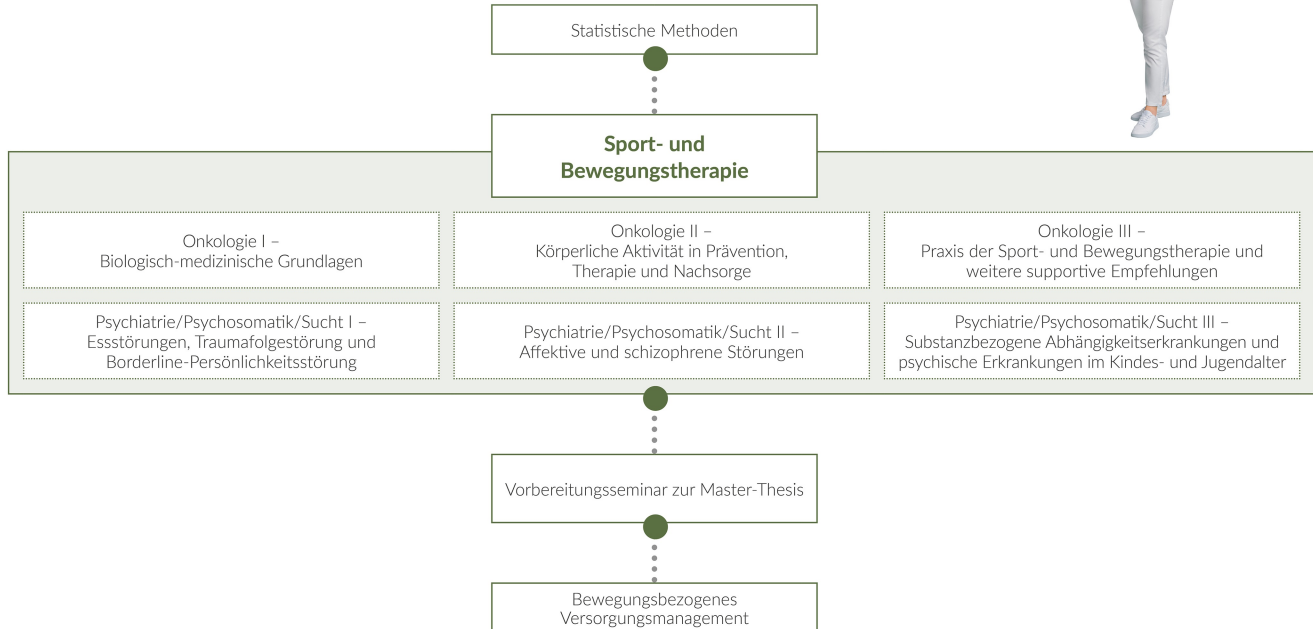 Statistische Methoden
Sport- und
Bewegungstherapie
Onkologie I –
Biologisch-medizinische Grundlagen
Onkologie II –
Körperliche Aktivität in Prävention,
Therapie und Nachsorge
Onkologie III –
Praxis der Sport- und Bewegungstherapie und
weitere supportive Empfehlungen
Psychiatrie/Psychosomatik/Sucht I –
Essstörungen, Traumafolgestörung und
Borderline-Persönlichkeitsstörung
Psychiatrie/Psychosomatik/Sucht II –
Affektive und schizophrene Störungen
Psychiatrie/Psychosomatik/Sucht III –
Substanzbezogene Abhängigkeitserkrankungen und
psychische Erkrankungen im Kindes- und Jugendalter
Vorbereitungsseminar zur Master-Thesis
Bewegungsbezogenes
Versorgungsmanagement